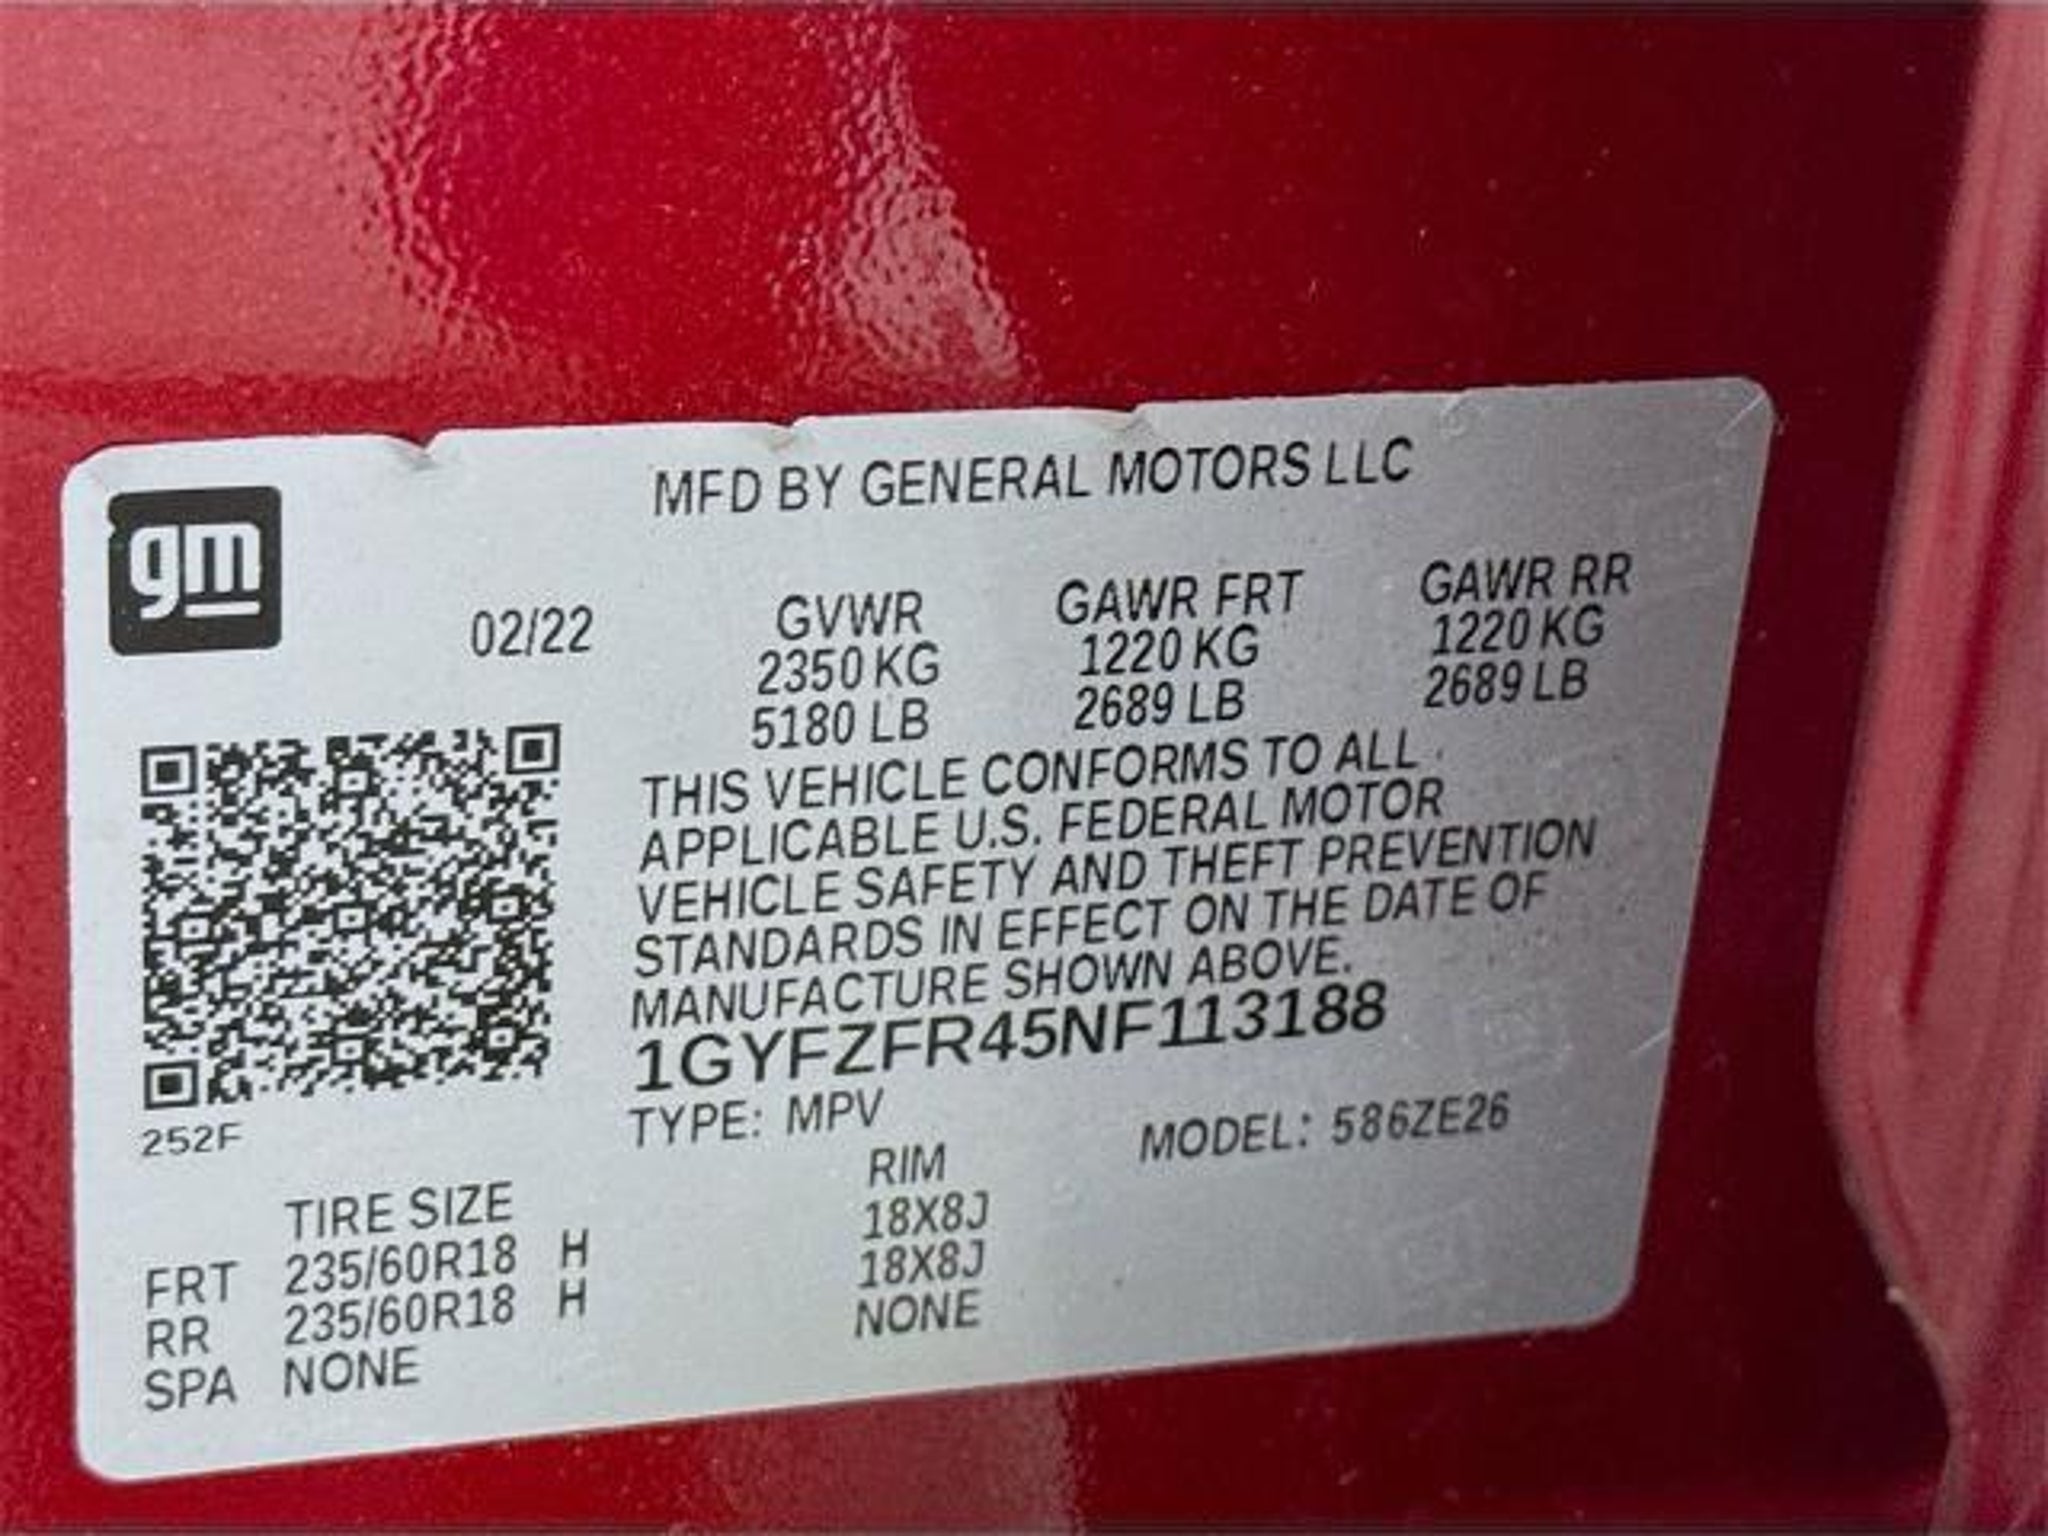 MFD BY GENERAL MOTORS LLC
gm
02/22 GVWR GAWR FRT GAWR RR
2350 KG 1220 KG 1220 KG
5180 LB 2689 LB 2689 LB
THIS VEHICLE CONFORMS TO ALL
APPLICABLE U.S. FEDERAL MOTOR
VEHICLE SAFETY AND THEFT PREVENTION
STANDARDS IN EFFECT ON THE DATE OF
MANUFACTURE SHOWN ABOVE.
1GYFZFR45NF113188
252F
TYPE: MPV MODEL: 586ZE26
TIRE SIZE RIM
FRT 235/60R18 H 18X8J
RR 235/60R18 H 18X8J
SPA NONE NONE